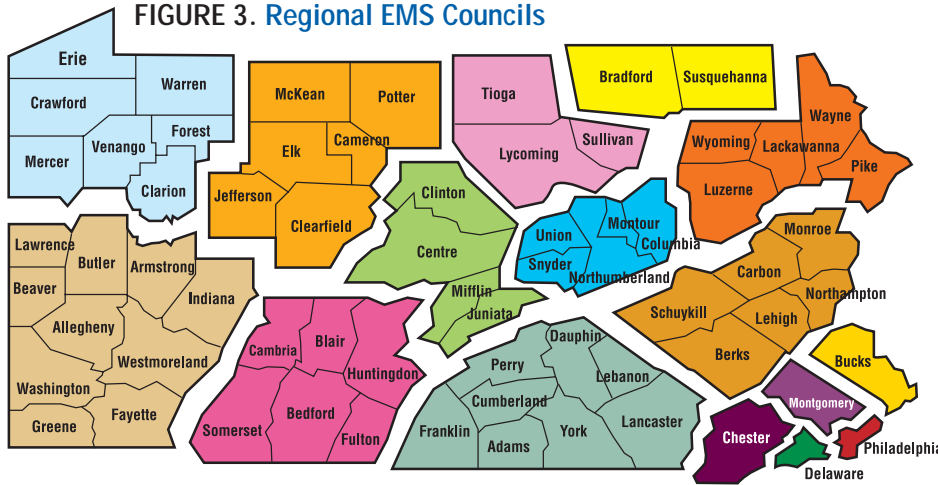 FIGURE 3. Regional EMS Councils
Erie
Warren
Crawford
Forest
Venango
Mercer
Clarion
McKean
Potter
Cameron
Elk
Jefferson
Clearfield
Tioga
Sullivan
Lycoming
Bradford
Susquehanna
Wayne
Wyoming
Lackawanna
Pike
Luzerne
Clinton
Centre
Mifflin
Juniata
Union
Montour
Columbia
Snyder
Northumberland
Monroe
Carbon
Northampton
Schuykill
Lehigh
Berks
Lawrence
Butler
Armstrong
Beaver
Indiana
Allegheny
Westmoreland
Washington
Fayette
Greene
Cambria
Blair
Huntingdon
Bedford
Somerset
Fulton
Dauphin
Perry
Lebanon
Cumberland
Lancaster
Franklin
York
Adams
Bucks
Montgomery
Chester
Philadelphia
Delaware